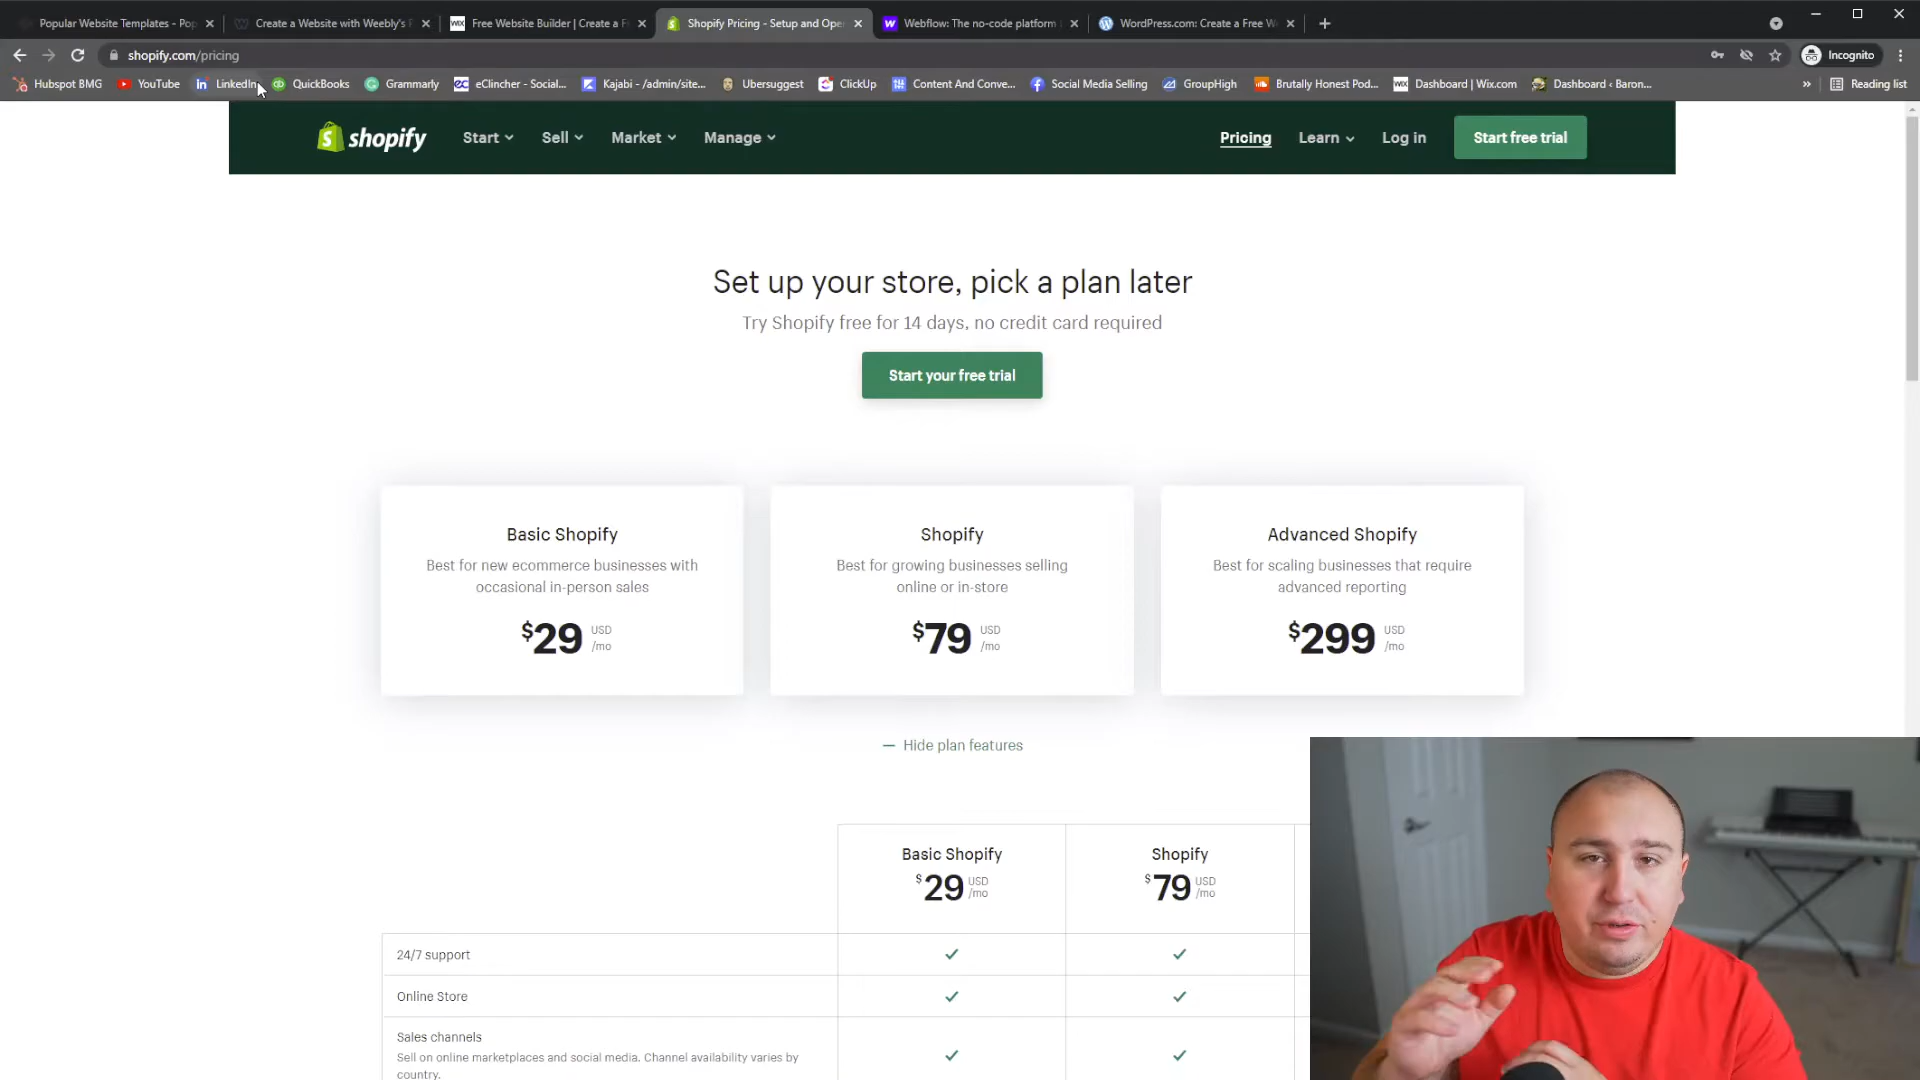 Popular Website Templates - Pop
Create a Website with Weebly's F
WIX Free Website Builder | Create a F
Shopify Pricing - Setup and Ope
Webflow: The no-code platform
WordPress.com: Create a Free W
shopify.com/pricing
Incognito
Hubspot BMG
YouTube
LinkedIn
QuickBooks
Grammarly
eClincher - Social...
Kajabi - /admin/site...
Ubersuggest
ClickUp
Content And Conve...
Social Media Selling
GroupHigh
Brutally Honest Pod...
WIX Dashboard | Wix.com
Dashboard ‹ Baron...
Reading list
shopify
Start
Sell
Market
Manage
Pricing
Learn
Log in
Start free trial
Set up your store, pick a plan later
Try Shopify free for 14 days, no credit card required
Start your free trial
Basic Shopify
Best for new ecommerce businesses with
occasional in-person sales
$29 USD
/mo
Shopify
Best for growing businesses selling
online or in-store
$79 USD
/mo
Advanced Shopify
Best for scaling businesses that require
advanced reporting
$299 USD
/mo
— Hide plan features
Basic Shopify
$29 USD
/mo
Shopify
$79 USD
/mo
24/7 support
Online Store
Sales channels
Sell on online marketplaces and social media. Channel availability varies by
country.